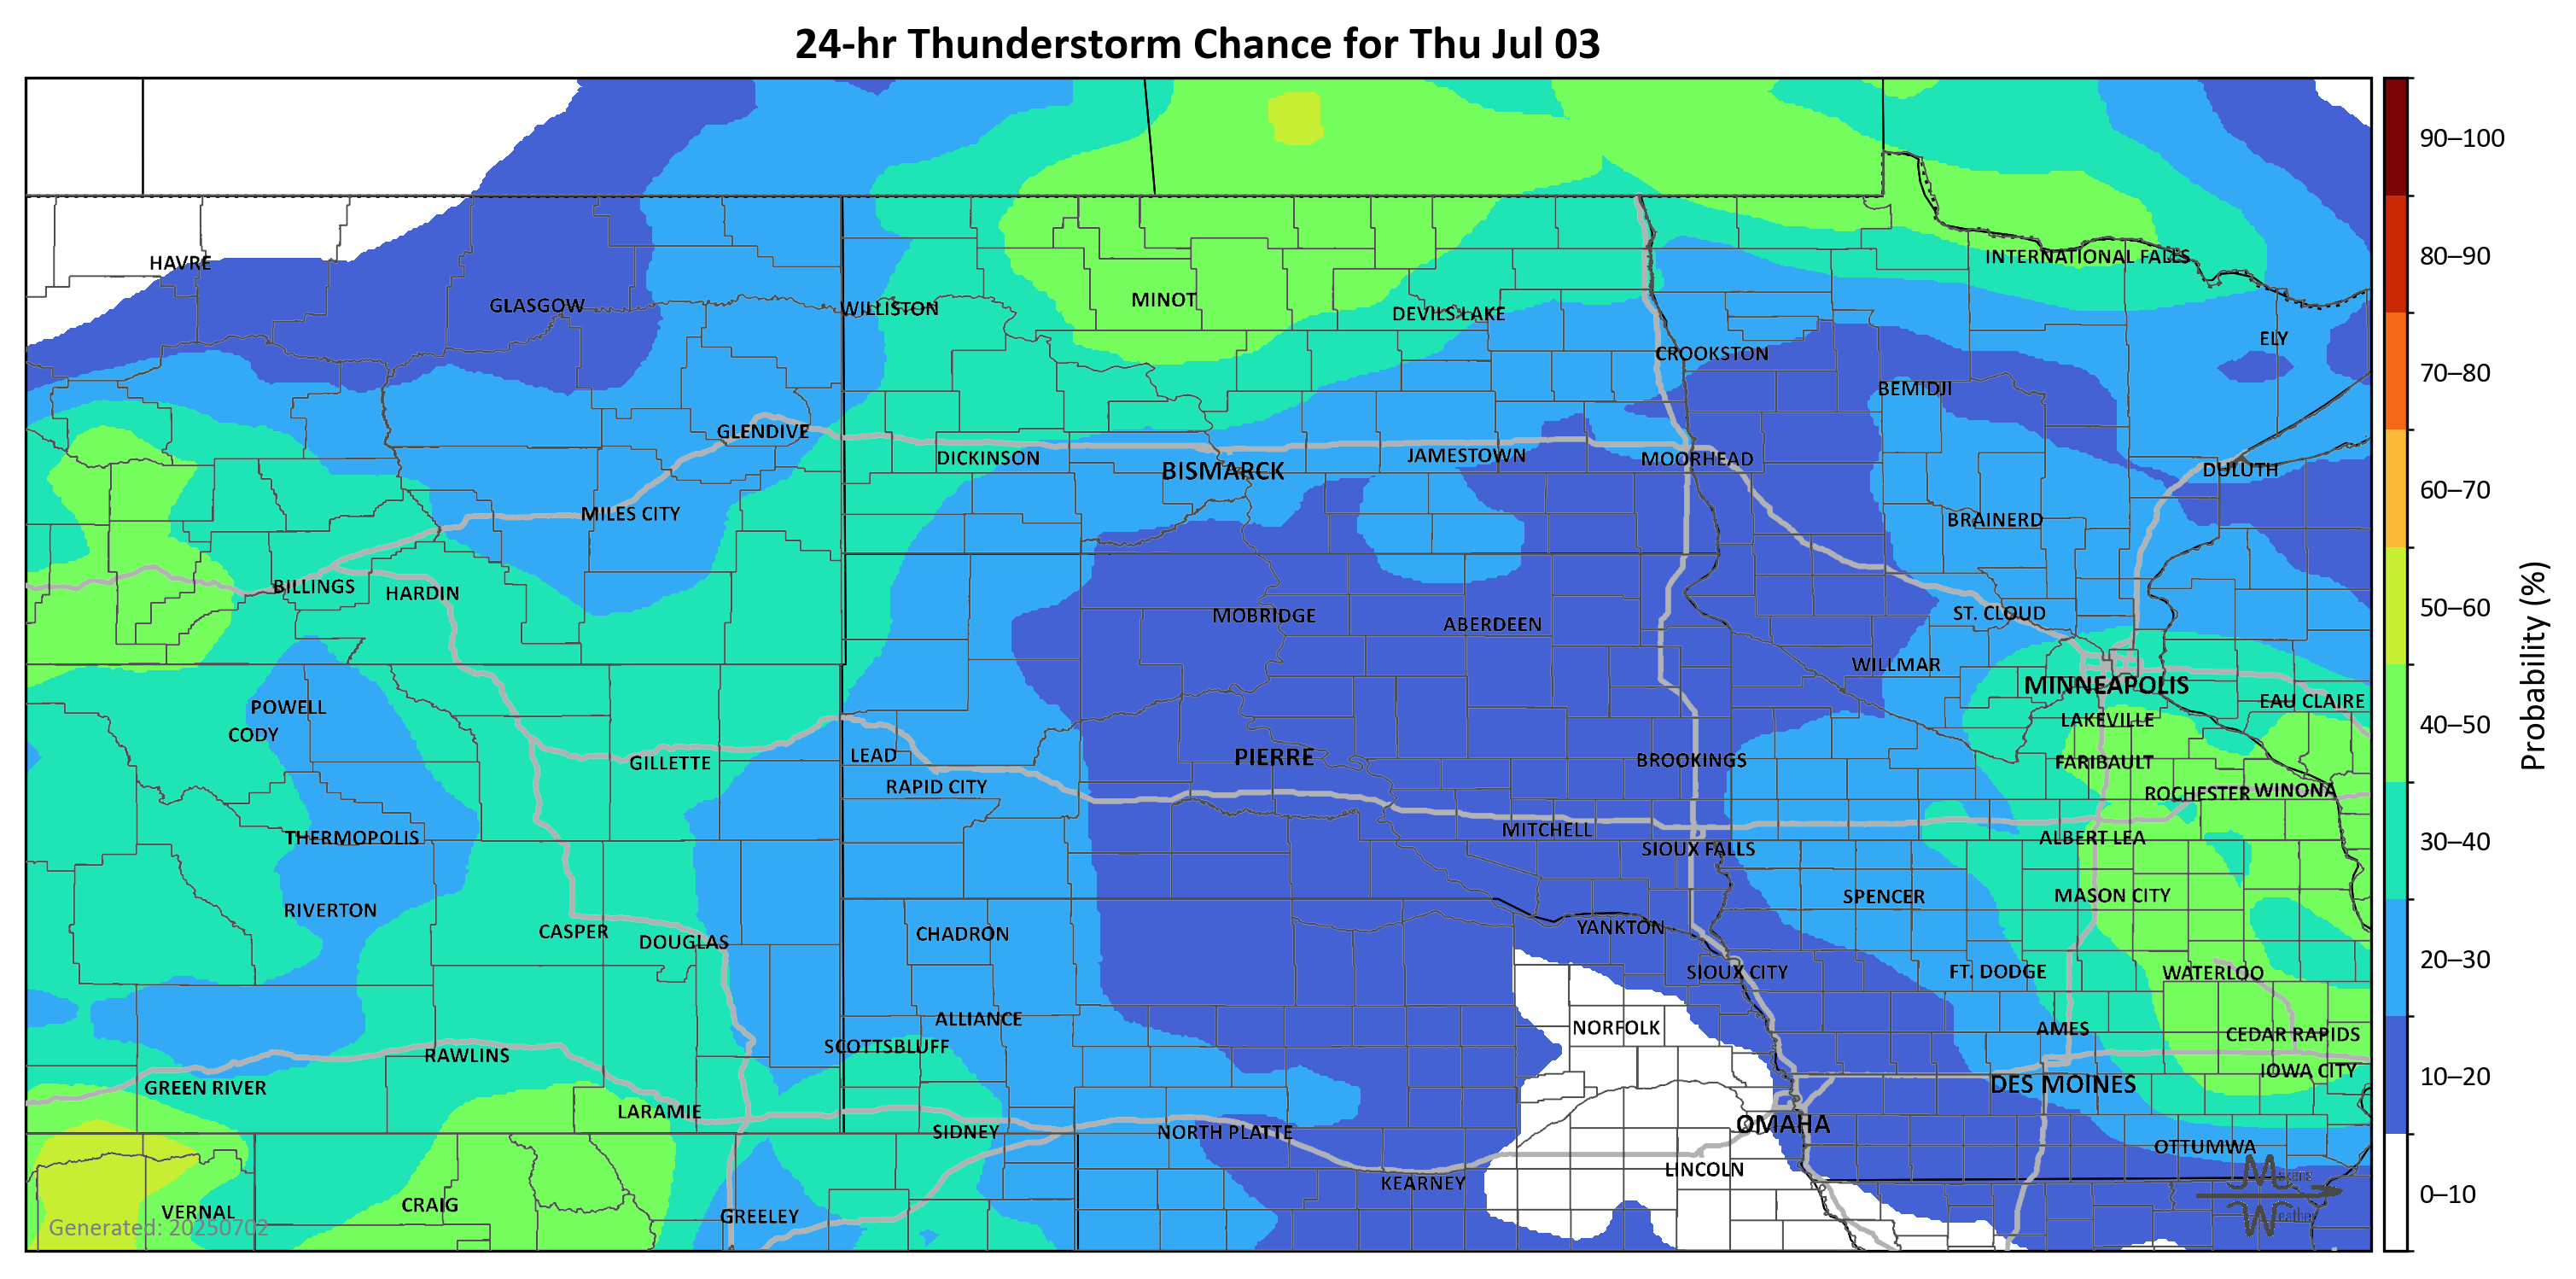 24-hr Thunderstorm Chance for Thu Jul 03
90–100
80–90
70–80
60–70
50–60
40–50
30–40
20–30
10–20
0–10
Probability (%)
HAVRE
INTERNATIONAL FALLS
GLASGOW
WILLISTON
MINOT
DEVILS LAKE
ELY
CROOKSTON
BEMIDJI
GLENDIVE
DICKINSON
BISMARCK
JAMESTOWN
MOORHEAD
DULUTH
MILES CITY
BRAINERD
BILLINGS
HARDIN
MOBRIDGE
ABERDEEN
ST. CLOUD
WILLMAR
MINNEAPOLIS
EAU CLAIRE
POWELL
LAKEVILLE
CODY
LEAD
GILLETTE
PIERRE
BROOKINGS
FARIBAULT
RAPID CITY
ROCHESTER
WINONA
THERMOPOLIS
MITCHELL
ALBERT LEA
SIOUX FALLS
RIVERTON
SPENCER
MASON CITY
CASPER
DOUGLAS
CHADRON
YANKTON
SIOUX CITY
FT. DODGE
WATERLOO
ALLIANCE
NORFOLK
AMES
CEDAR RAPIDS
SCOTTSBLUFF
RAWLINS
GREEN RIVER
IOWA CITY
DES MOINES
LARAMIE
OMAHA
SIDNEY
NORTH PLATTE
OTTUMWA
LINCOLN
KEARNEY
VERNAL
CRAIG
GREELEY
Generated: 20250702
Makens
Weather